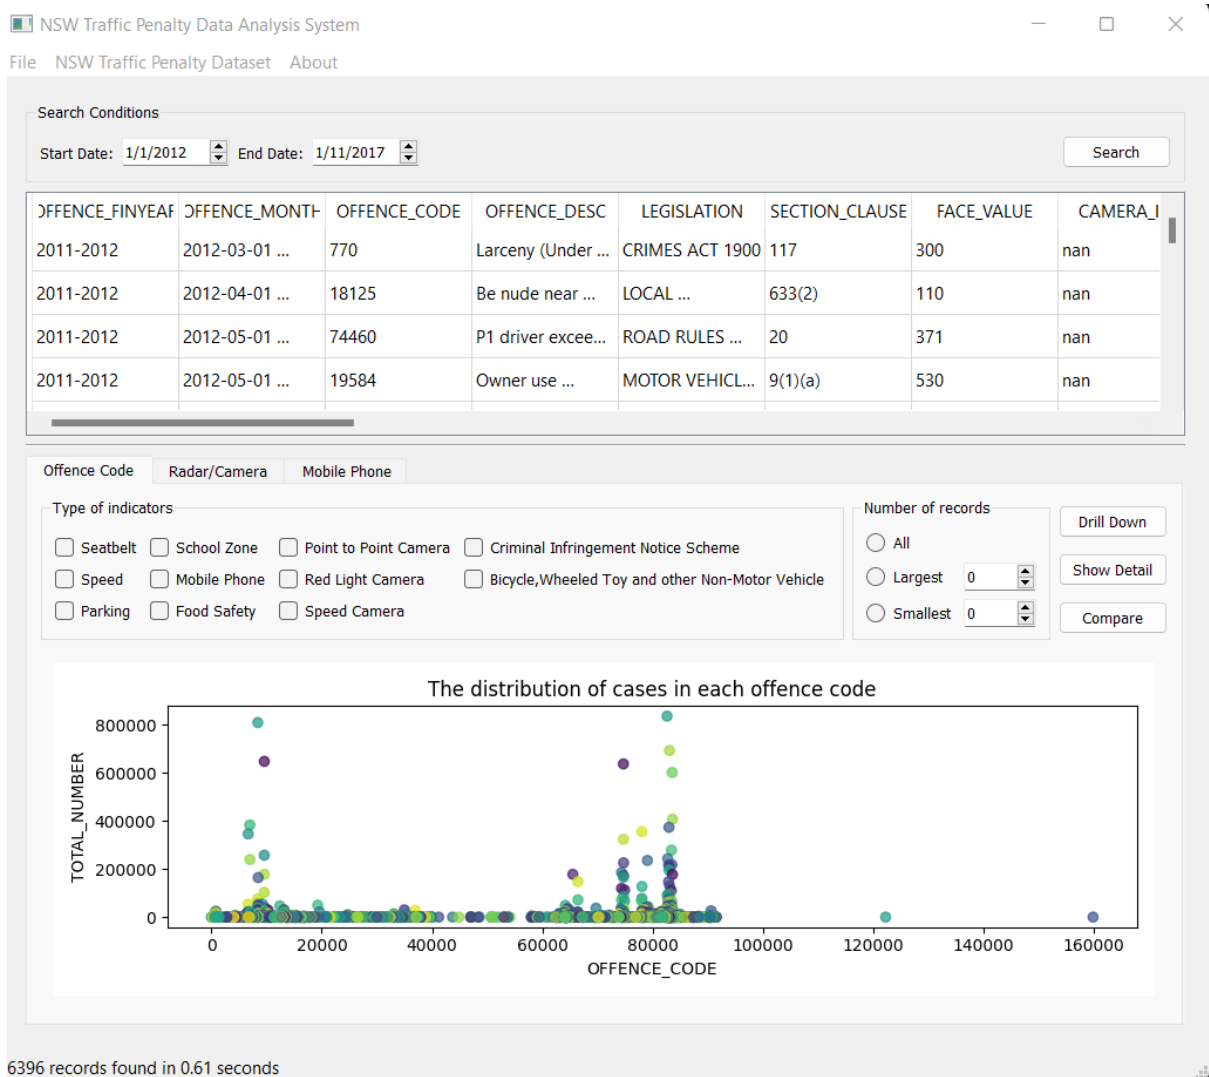 NSW Traffic Penalty Data Analysis System
File NSW Traffic Penalty Dataset About
Search Conditions
Start Date: 1/1/2012 End Date: 1/11/2017 Search
OFFENCE_FINYEAR OFFENCE_MONTH OFFENCE_CODE OFFENCE_DESC LEGISLATION SECTION_CLAUSE FACE_VALUE CAMERA_I
2011-2012 2012-03-01 ... 770 Larceny (Under ... CRIMES ACT 1900 117 300 nan
2011-2012 2012-04-01 ... 18125 Be nude near ... LOCAL ... 633(2) 110 nan
2011-2012 2012-05-01 ... 74460 P1 driver excee... ROAD RULES ... 20 371 nan
2011-2012 2012-05-01 ... 19584 Owner use ... MOTOR VEHICL... 9(1)(a) 530 nan
Offence Code Radar/Camera Mobile Phone
Type of indicators
Seatbelt School Zone Point to Point Camera Criminal Infringement Notice Scheme
Speed Mobile Phone Red Light Camera Bicycle,Wheeled Toy and other Non-Motor Vehicle
Parking Food Safety Speed Camera
Number of records
All
Largest 0
Smallest 0
Drill Down
Show Detail
Compare
The distribution of cases in each offence code
TOTAL_NUMBER
800000
600000
400000
200000
0
0 20000 40000 60000 80000 100000 120000 140000 160000
OFFENCE_CODE
6396 records found in 0.61 seconds